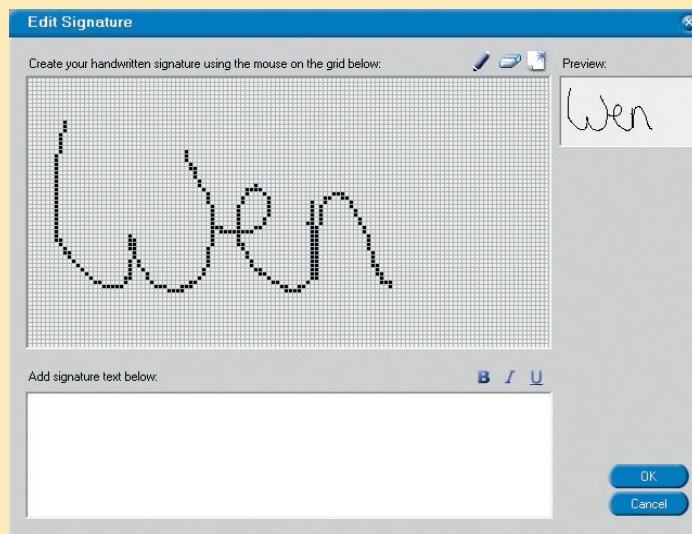 Edit Signature
Create your handwritten signature using the mouse on the grid below:
Preview:
Wen
Wen
Add signature text below:
B I U
OK
Cancel